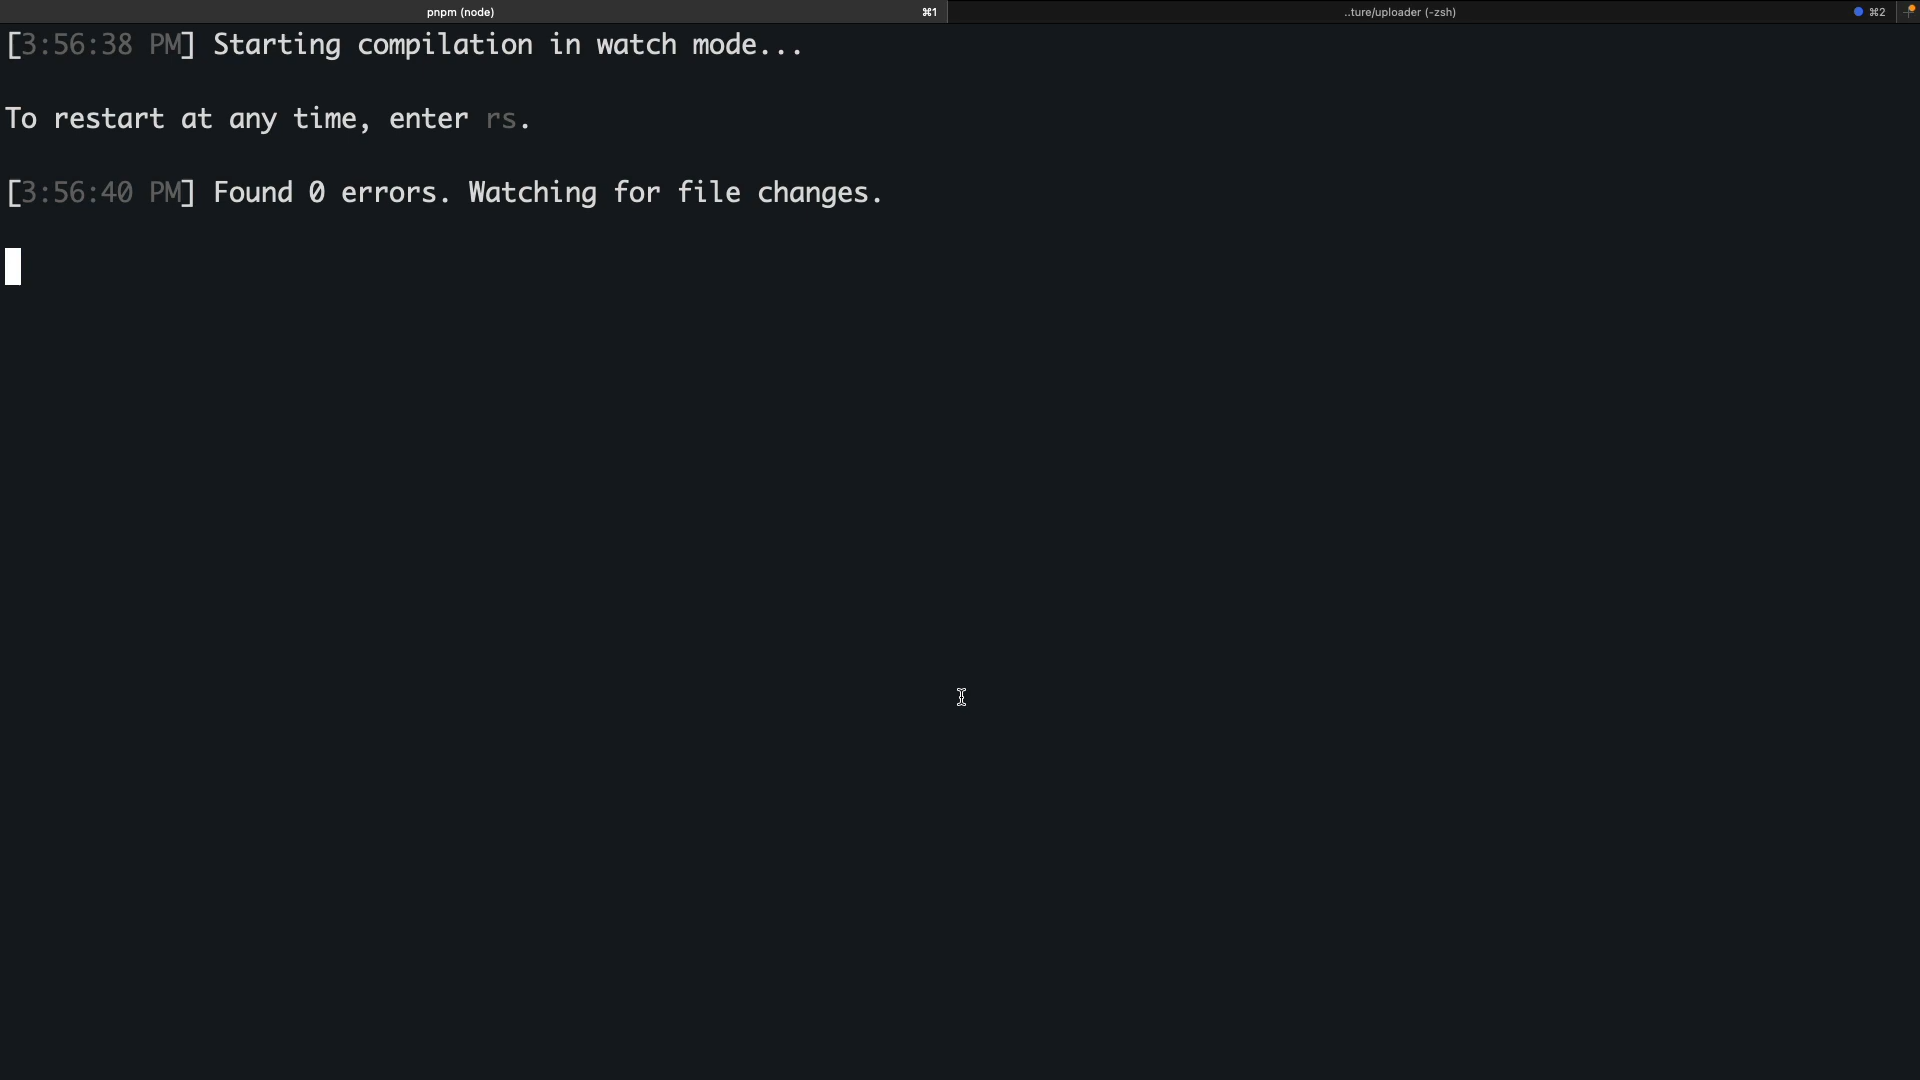 pnpm (node) ⌘1 ..ture/uploader (-zsh) ⌘2
[3:56:38 PM] Starting compilation in watch mode...
To restart at any time, enter rs.
[3:56:40 PM] Found 0 errors. Watching for file changes.